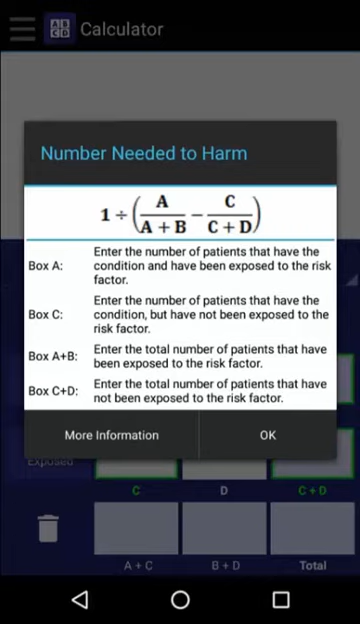 A B
C D
Calculator
Number Needed to Harm
1 ÷ (A/A + B − C/C + D)
Box A: Enter the number of patients that have the
condition and have been exposed to the risk
factor.
Box C: Enter the number of patients that have the
condition, but have not been exposed to the
risk factor.
Box A+B: Enter the total number of patients that have
been exposed to the risk factor.
Box C+D: Enter the total number of patients that have
not been exposed to the risk factor.
More Information OK
Exposed
C D C + D
A + C B + D Total